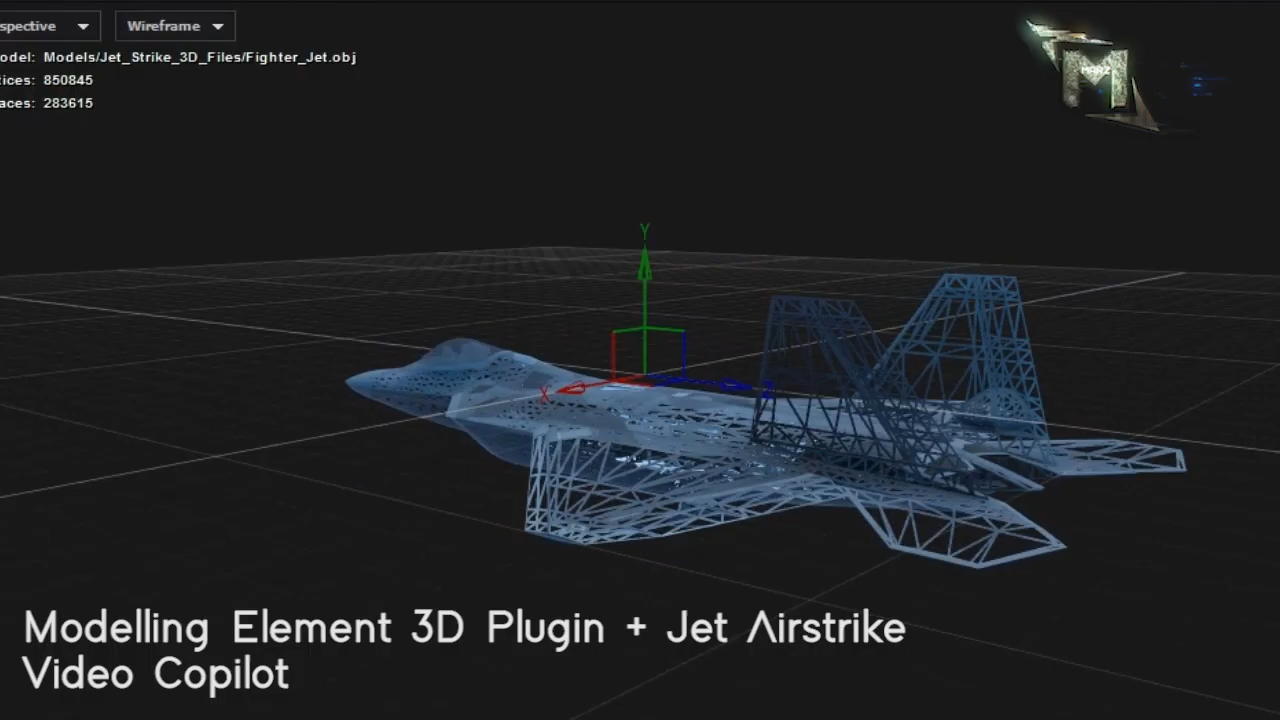 spective
Wireframe
odel: Models/Jet_Strike_3D_Files/Fighter_Jet.obj
tices: 850845
aces: 283615
MARZ
Y
X
Z
Modelling Element 3D Plugin + Jet Airstrike
Video Copilot